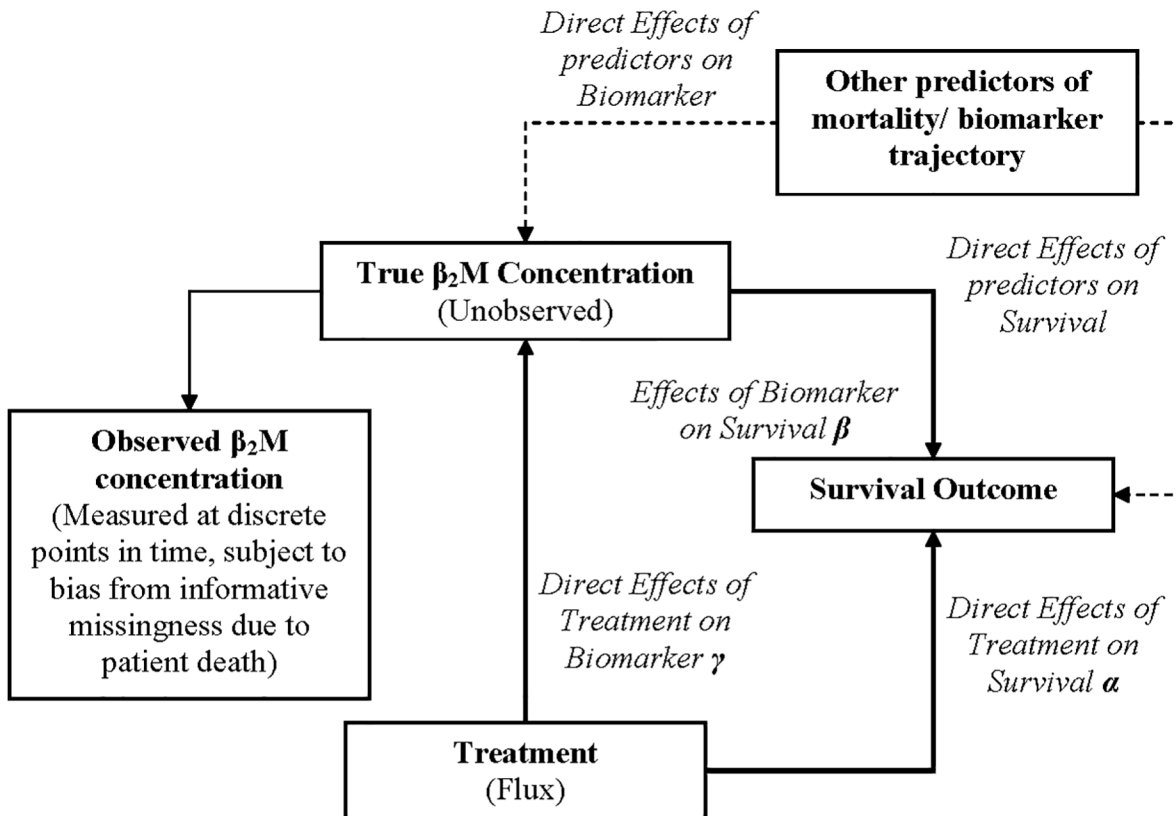 Direct Effects of
predictors on
Biomarker
Other predictors of
mortality/ biomarker
trajectory
True β₂M Concentration
(Unobserved)
Direct Effects of
predictors on
Survival
Effects of Biomarker
on Survival β
Observed β₂M
concentration
(Measured at discrete
points in time, subject to
bias from informative
missingness due to
patient death)
Survival Outcome
Direct Effects of
Treatment on
Biomarker γ
Direct Effects of
Treatment on
Survival α
Treatment
(Flux)